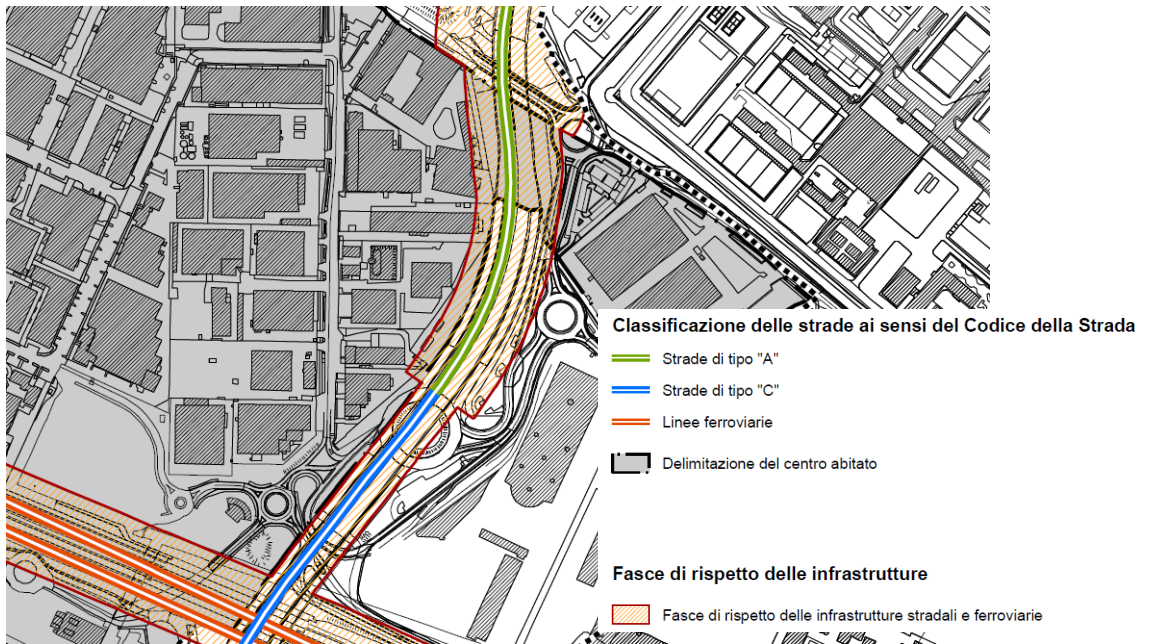 Classificazione delle strade ai sensi del Codice della Strada
Strade di tipo "A"
Strade di tipo "C"
Linee ferroviarie
Delimitazione del centro abitato
Fasce di rispetto delle infrastrutture
Fasce di rispetto delle infrastrutture stradali e ferroviarie